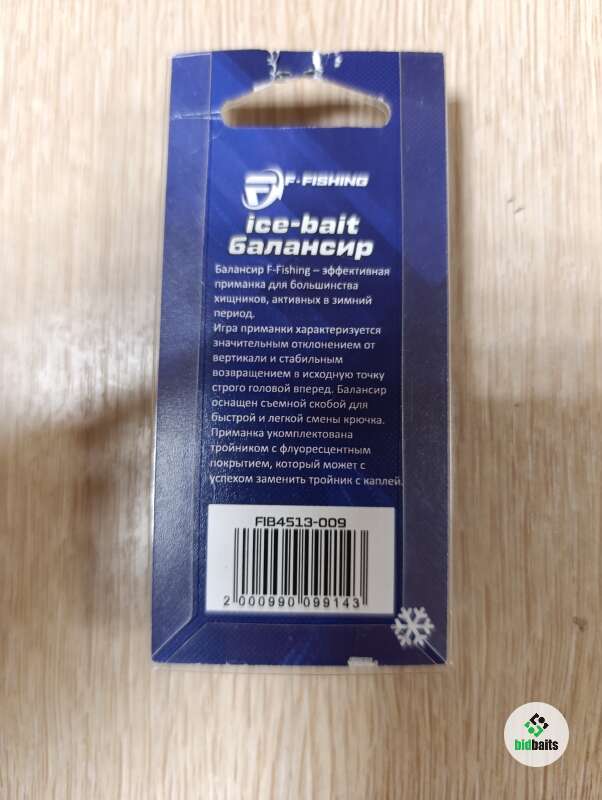 F-FISHING
ice-bait
балансир
Балансир F-Fishing – эффективная
приманка для большинства
хищников, активных в зимний
период.
Игра приманки характеризуется
значительным отклонением от
вертикали и стабильным
возвращением в исходную точку
строго головой вперед. Балансир
оснащен съемной скобой для
быстрой и легкой смены крючка.
Приманка укомплектована
тройником с флуоресцентным
покрытием, который может с
успехом заменить тройник с каплей.
FIB4513-009
2 000990 099143
bidbaits